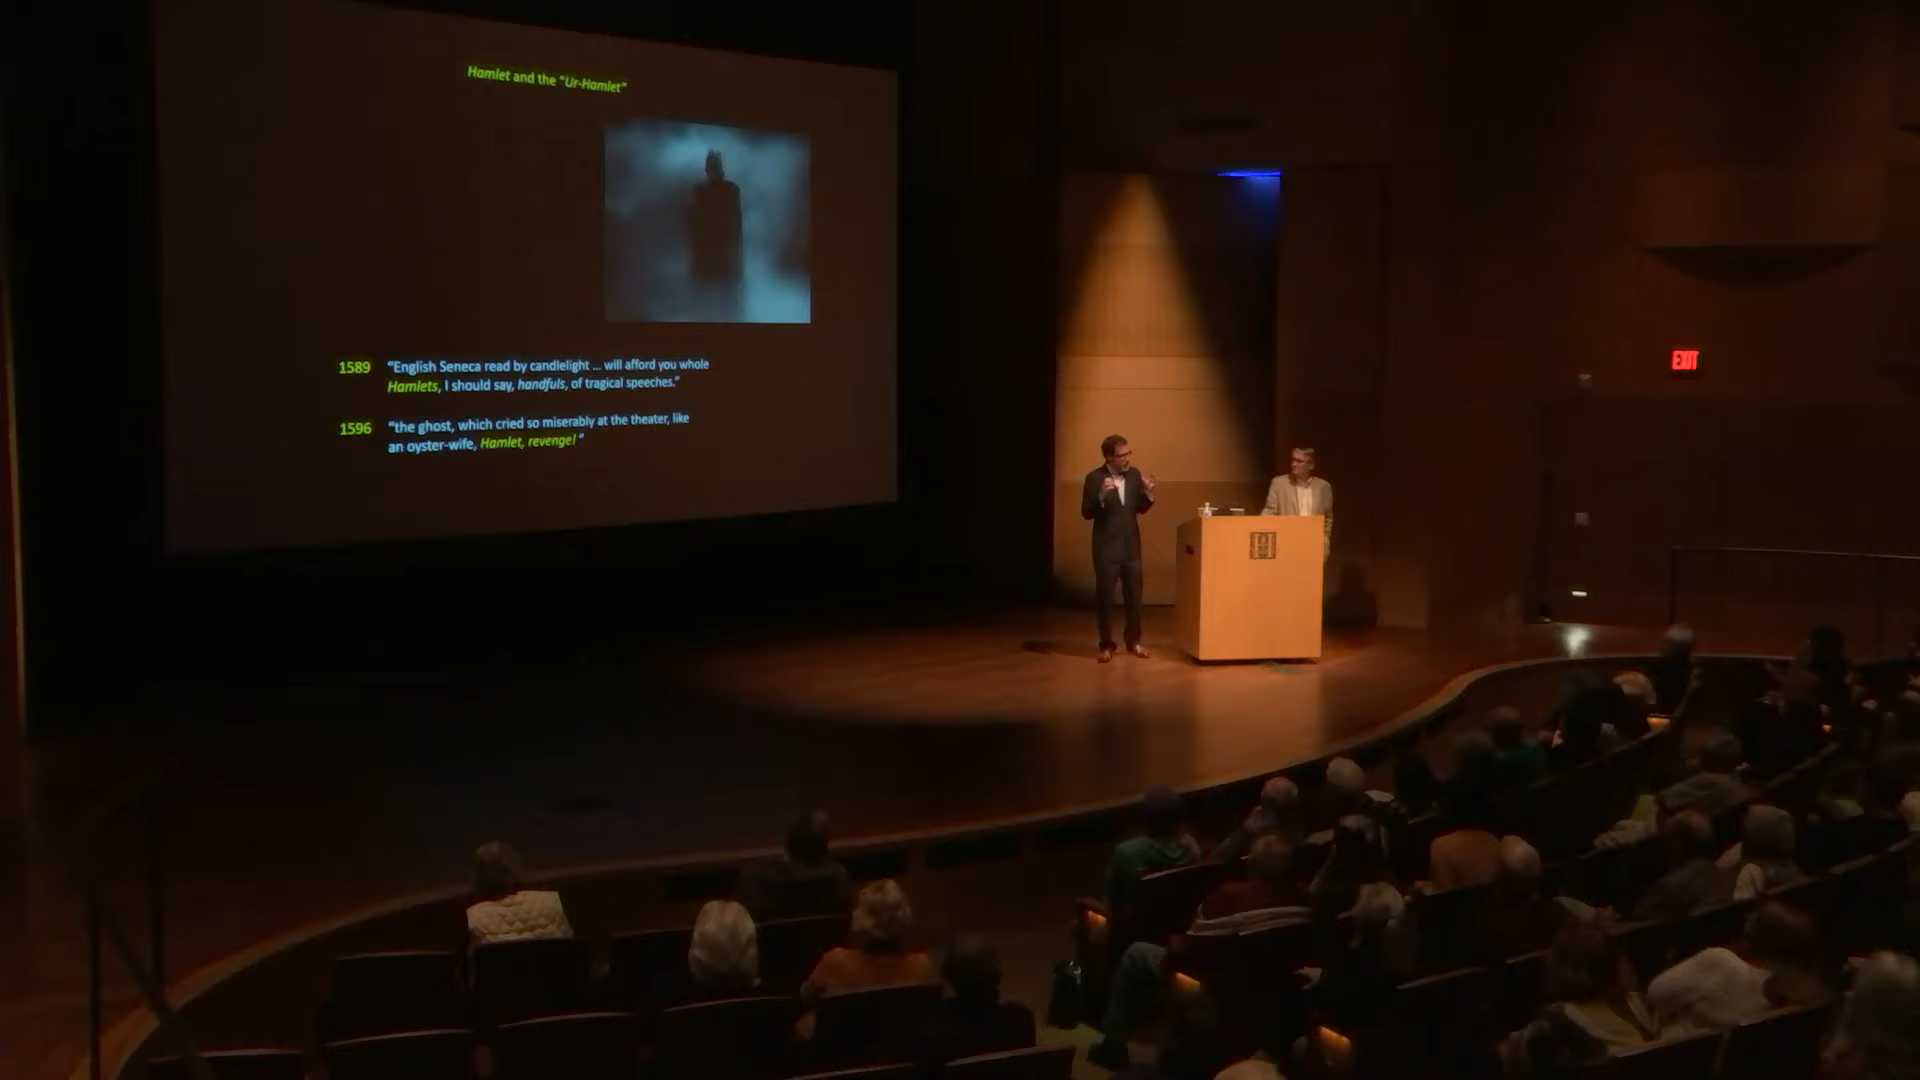 Hamlet and the "Ur-Hamlet"
1589 "English Seneca read by candlelight ... will afford you whole
Hamlets, I should say, handfuls, of tragical speeches."
1596 "the ghost, which cried so miserably at the theater, like
an oyster-wife, Hamlet, revenge! "
EXIT